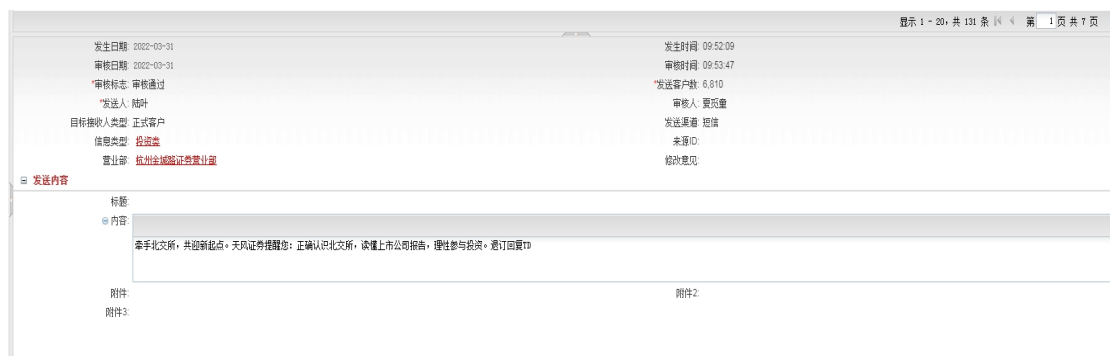 显示 1 - 20，共 131 条 第 1 页 共 7 页
发生日期: 2022-03-31 发生时间: 09:52:09
审核日期: 2022-03-31 审核时间: 09:53:47
*审核标志: 审核通过 *发送客户数: 6,810
*发送人: 陆叶 审核人: 夏觅童
目标接收人类型: 正式客户 发送渠道: 短信
信息类型: 投资类 来源ID:
营业部: 杭州金城路证券营业部 修改意见:
发送内容
标题:
内容:
牵手北交所，共迎新起点。天风证券提醒您：正确认识北交所，读懂上市公司报告，理性参与投资。退订回复TD
附件: 附件2:
附件3: